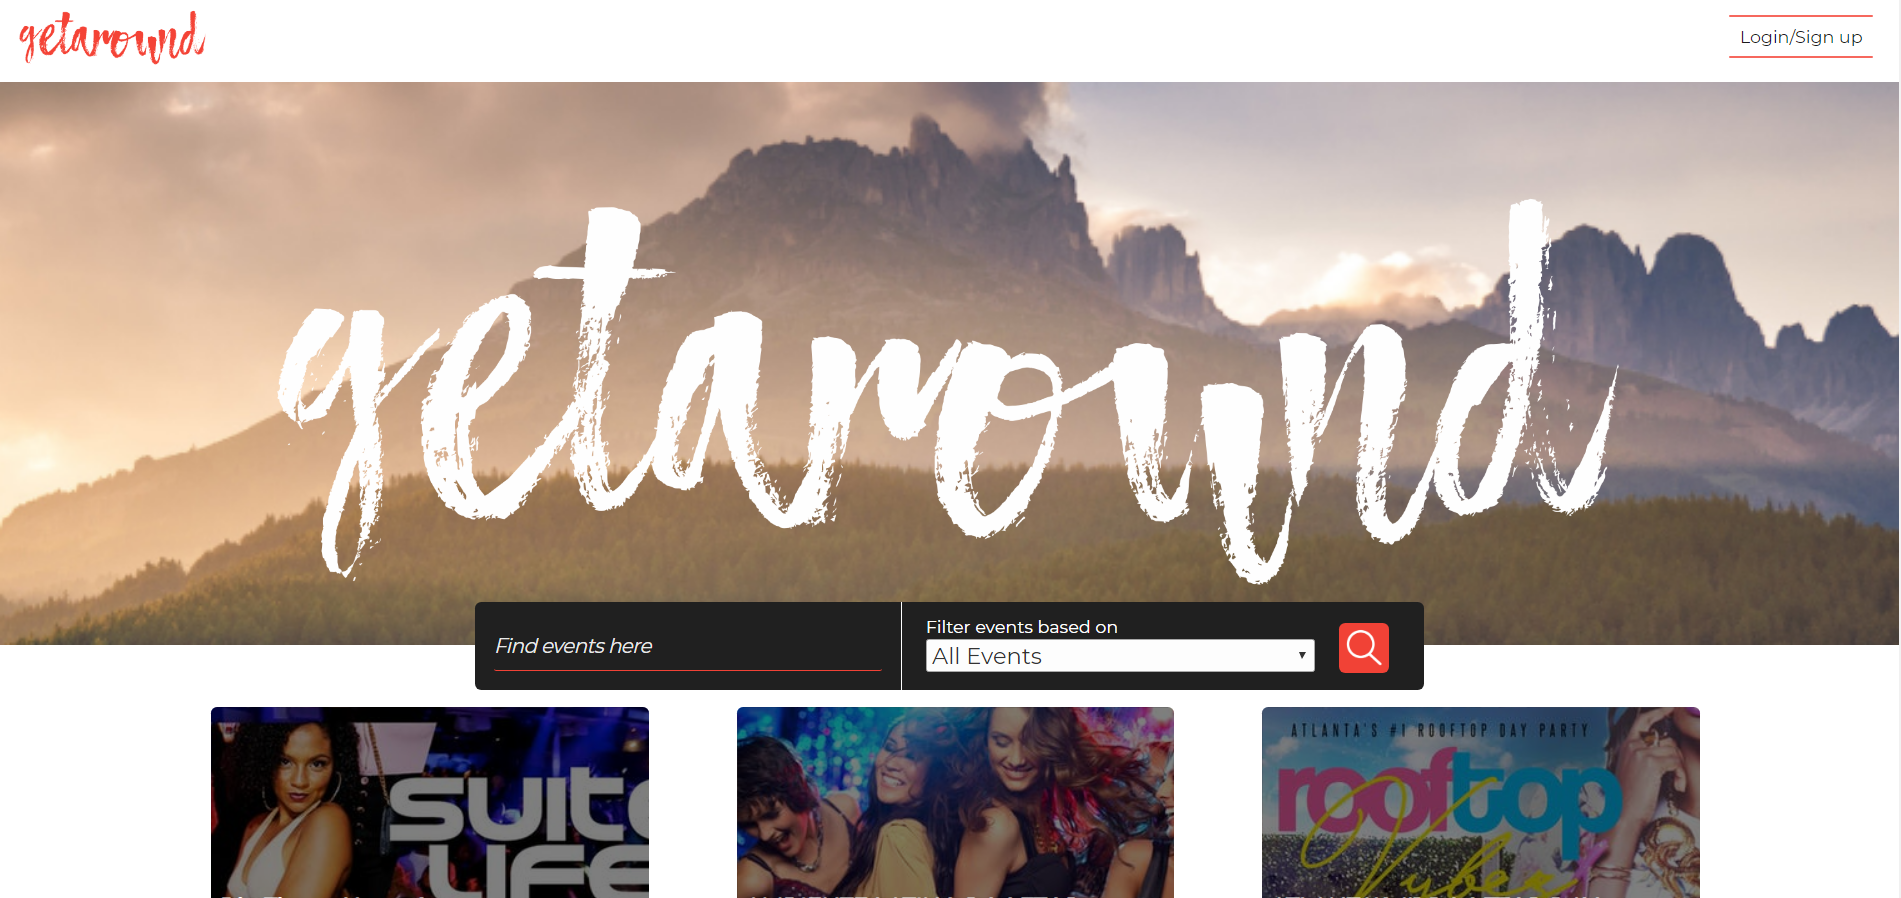 getaround
Login/Sign up
getaround
Find events here
Filter events based on
All Events
SUITE
LIFE
ATLANTA'S #1 ROOFTOP DAY PARTY
rooftop
Vibez